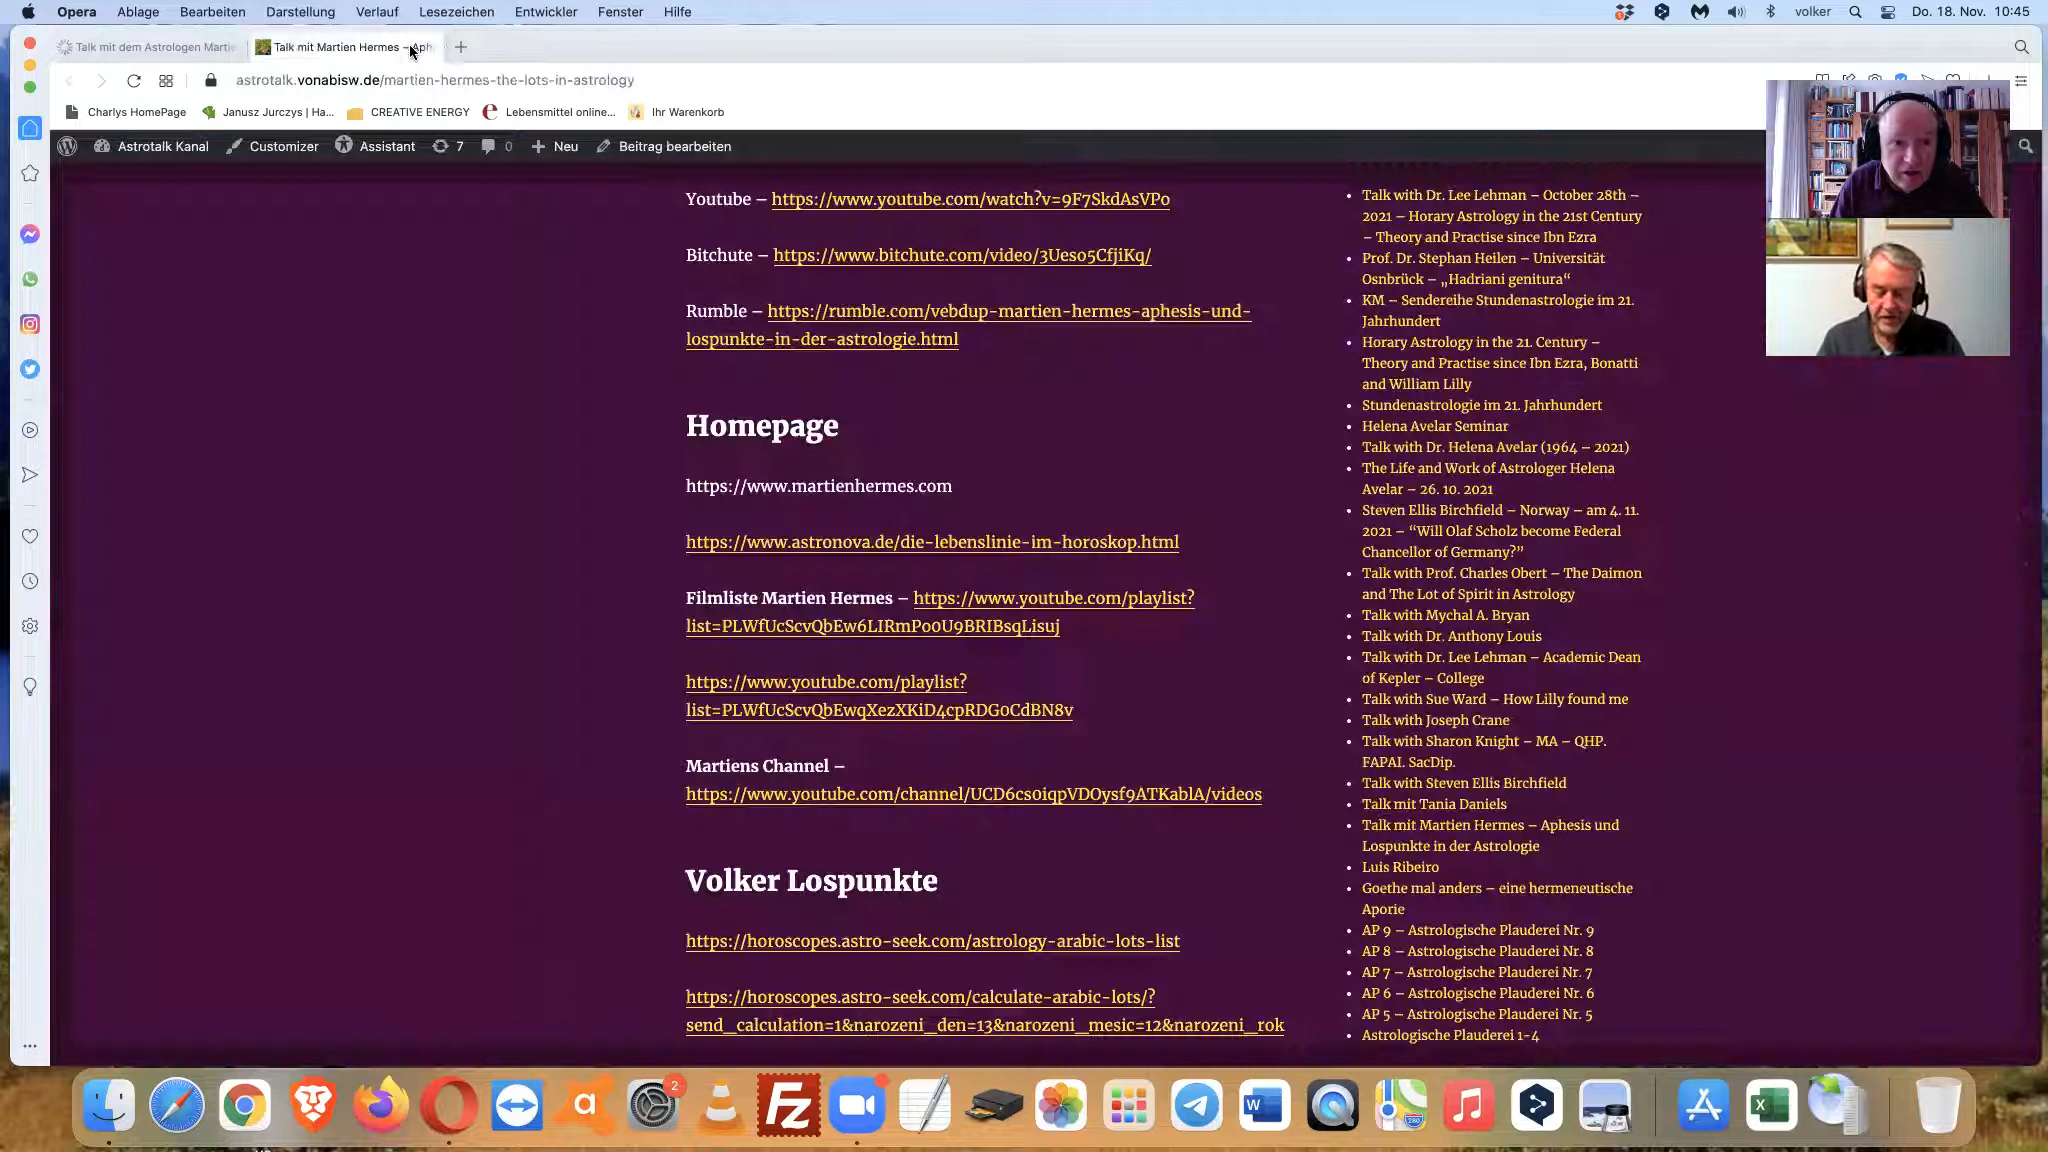 Opera Ablage Bearbeiten Darstellung Verlauf Lesezeichen Entwickler Fenster Hilfe volker Do. 18. Nov. 10:45
Talk mit dem Astrologen Martie Talk mit Martien Hermes – Aph
astrotalk.vonabisw.de/martien-hermes-the-lots-in-astrology
Charlys HomePage Janusz Jurczys | Ha... CREATIVE ENERGY Lebensmittel online... Ihr Warenkorb
Astrotalk Kanal Customizer Assistant 7 0 Neu Beitrag bearbeiten
Youtube – https://www.youtube.com/watch?v=9F7SkdAsVPo
Bitchute – https://www.bitchute.com/video/3Ueso5CfjiKq/
Rumble – https://rumble.com/vebdup-martien-hermes-aphesis-und-
lospunkte-in-der-astrologie.html
Homepage
https://www.martienhermes.com
https://www.astronova.de/die-lebenslinie-im-horoskop.html
Filmliste Martien Hermes – https://www.youtube.com/playlist?
list=PLWfUcScvQbEw6LIRmPo0U9BRIBsqLisuj
https://www.youtube.com/playlist?
list=PLWfUcScvQbEwqXezXKiD4cpRDG0CdBN8v
Martiens Channel –
https://www.youtube.com/channel/UCD6cs0iqpVDOysf9ATKablA/videos
Volker Lospunkte
https://horoscopes.astro-seek.com/astrology-arabic-lots-list
https://horoscopes.astro-seek.com/calculate-arabic-lots/?
send_calculation=1&narozeni_den=13&narozeni_mesic=12&narozeni_rok
Talk with Dr. Lee Lehman – October 28th –
2021 – Horary Astrology in the 21st Century
– Theory and Practise since Ibn Ezra
Prof. Dr. Stephan Heilen – Universität
Osnbrück – „Hadriani genitura“
KM – Sendereihe Stundenastrologie im 21.
Jahrhundert
Horary Astrology in the 21. Century –
Theory and Practise since Ibn Ezra, Bonatti
and William Lilly
Stundenastrologie im 21. Jahrhundert
Helena Avelar Seminar
Talk with Dr. Helena Avelar (1964 – 2021)
The Life and Work of Astrologer Helena
Avelar – 26. 10. 2021
Steven Ellis Birchfield – Norway – am 4. 11.
2021 – “Will Olaf Scholz become Federal
Chancellor of Germany?”
Talk with Prof. Charles Obert – The Daimon
and The Lot of Spirit in Astrology
Talk with Mychal A. Bryan
Talk with Dr. Anthony Louis
Talk with Dr. Lee Lehman – Academic Dean
of Kepler – College
Talk with Sue Ward – How Lilly found me
Talk with Joseph Crane
Talk with Sharon Knight – MA – QHP.
FAPAI. SacDip.
Talk with Steven Ellis Birchfield
Talk mit Tania Daniels
Talk mit Martien Hermes – Aphesis und
Lospunkte in der Astrologie
Luis Ribeiro
Goethe mal anders – eine hermeneutische
Aporie
AP 9 – Astrologische Plauderei Nr. 9
AP 8 – Astrologische Plauderei Nr. 8
AP 7 – Astrologische Plauderei Nr. 7
AP 6 – Astrologische Plauderei Nr. 6
AP 5 – Astrologische Plauderei Nr. 5
Astrologische Plauderei 1-4
2